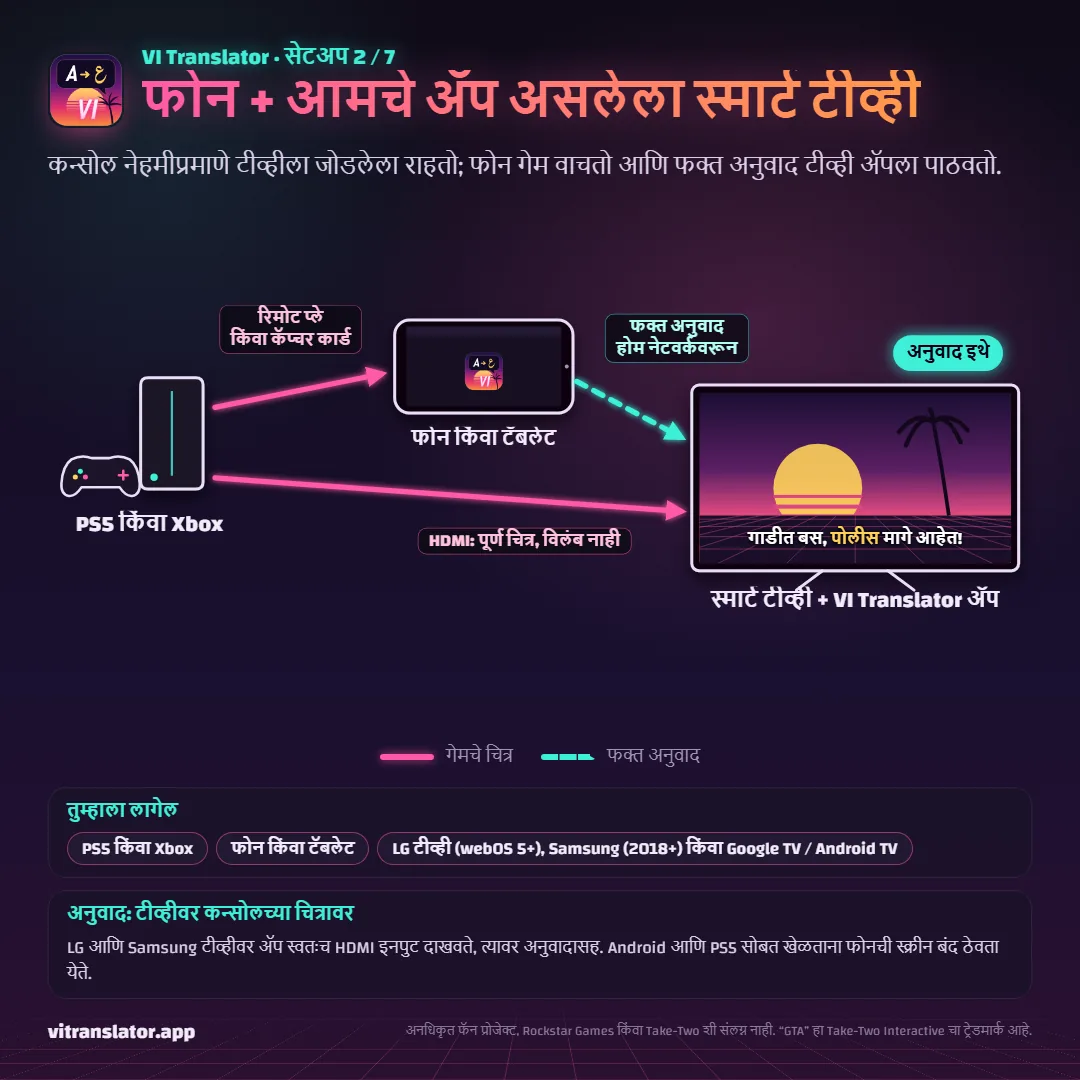 VI Translator · सेटअप 2 / 7
फोन + आमचे ॲप असलेला स्मार्ट टीव्ही
कन्सोल नेहमीप्रमाणे टीव्हीला जोडलेला राहतो; फोन गेम वाचतो आणि फक्त अनुवाद टीव्ही ॲपला पाठवतो.
A→ع
VI
रिमोट प्ले
किंवा कॅप्चर कार्ड
फक्त अनुवाद
होम नेटवर्कवरून
अनुवाद इथे
A→ع
VI
फोन किंवा टॅबलेट
PS5 किंवा Xbox
HDMI: पूर्ण चित्र, विलंब नाही
गाडीत बस, पोलीस मागे आहेत!
स्मार्ट टीव्ही + VI Translator ॲप
गेमचे चित्र
फक्त अनुवाद
तुम्हाला लागेल
PS5 किंवा Xbox
फोन किंवा टॅबलेट
LG टीव्ही (webOS 5+), Samsung (2018+) किंवा Google TV / Android TV
अनुवाद: टीव्हीवर कन्सोलच्या चित्रावर
LG आणि Samsung टीव्हीवर ॲप स्वतःच HDMI इनपुट दाखवते, त्यावर अनुवादासह. Android आणि PS5 सोबत खेळताना फोनची स्क्रीन बंद ठेवता
येते.
vitranslator.app
अनधिकृत फॅन प्रोजेक्ट, Rockstar Games किंवा Take-Two शी संलग्न नाही. “GTA” हा Take-Two Interactive चा ट्रेडमार्क आहे.